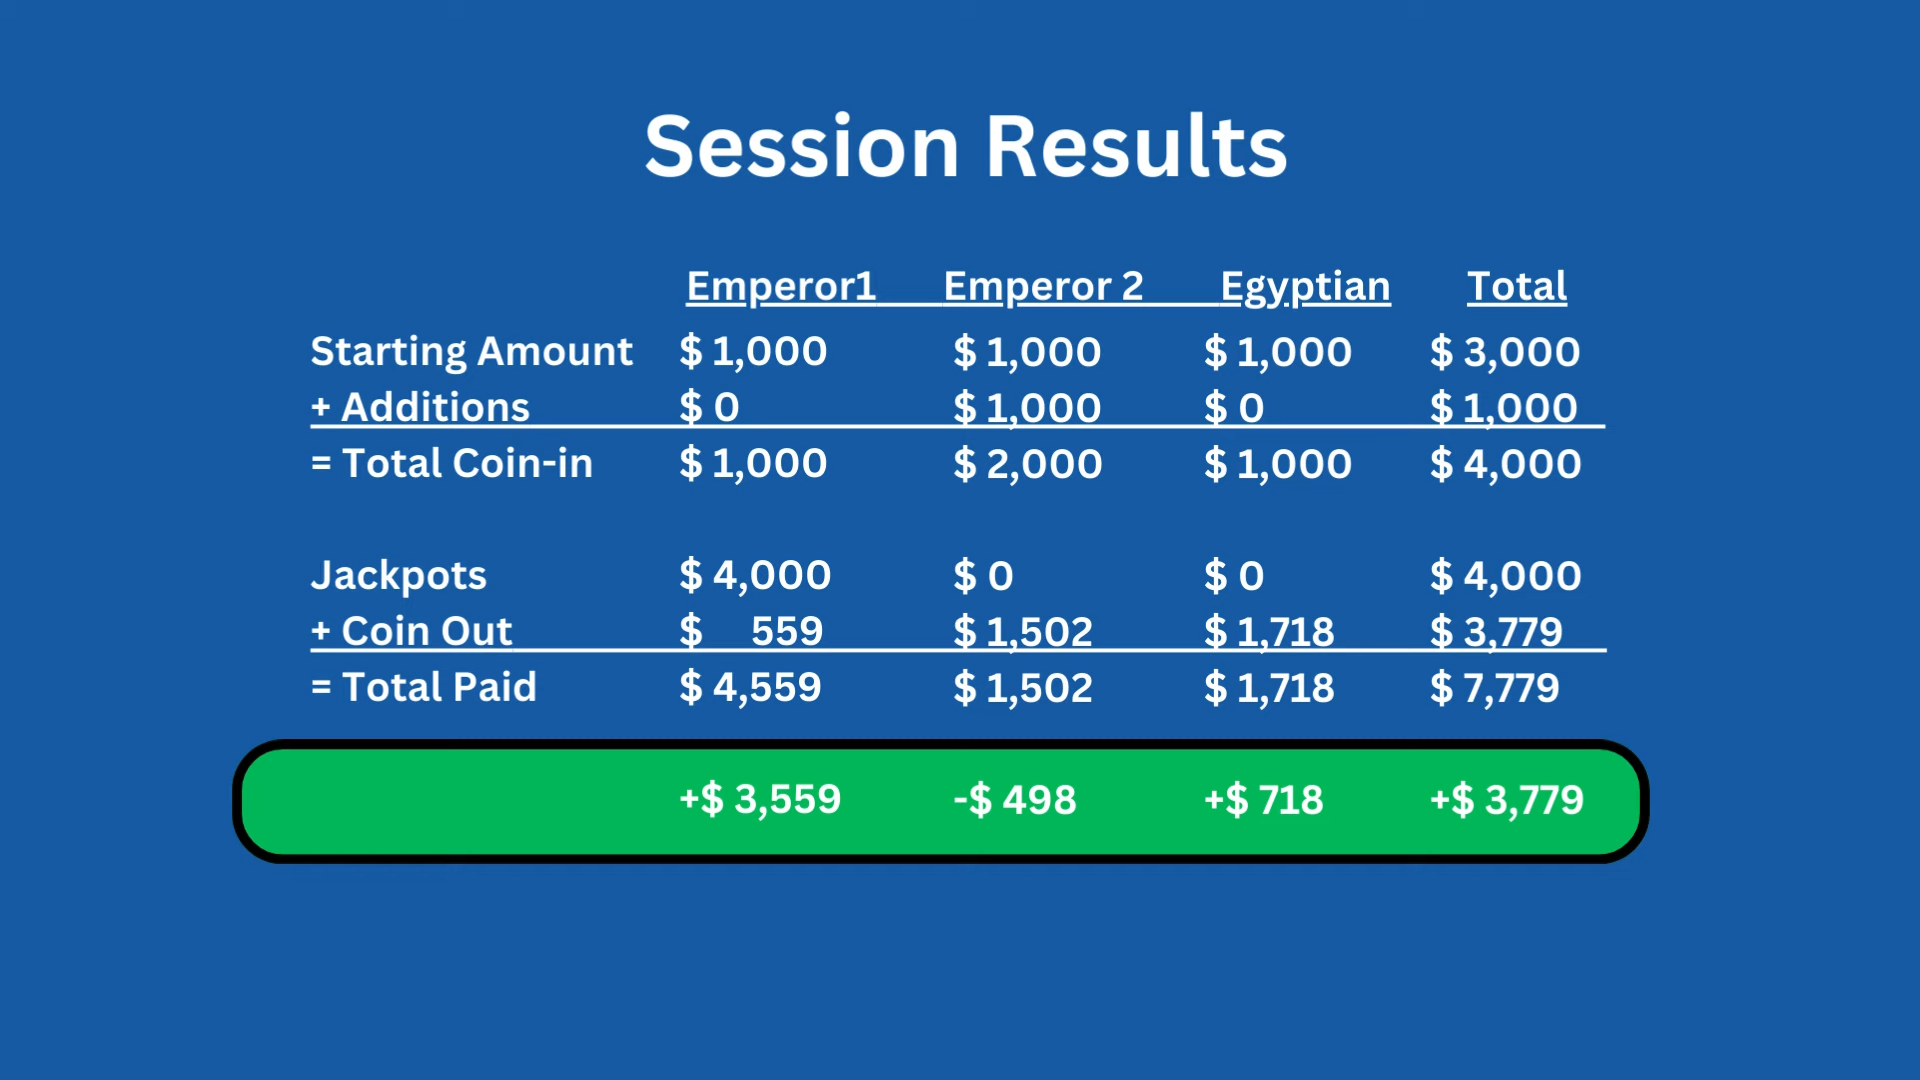 Session Results
Emperor1 Emperor 2 Egyptian Total
Starting Amount $ 1,000 $ 1,000 $ 1,000 $ 3,000
+ Additions $ 0 $ 1,000 $ 0 $ 1,000
= Total Coin-in $ 1,000 $ 2,000 $ 1,000 $ 4,000
Jackpots $ 4,000 $ 0 $ 0 $ 4,000
+ Coin Out $ 559 $ 1,502 $ 1,718 $ 3,779
= Total Paid $ 4,559 $ 1,502 $ 1,718 $ 7,779
+$ 3,559 -$ 498 +$ 718 +$ 3,779